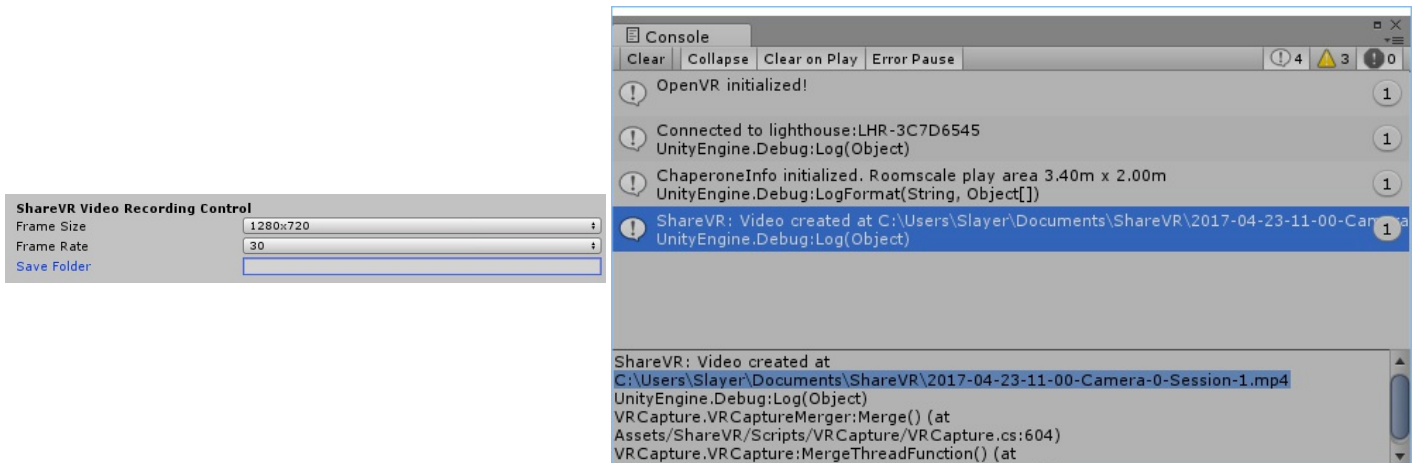 ShareVR Video Recording Control
Frame Size 1280x720
Frame Rate 30
Save Folder
Console
Clear Collapse Clear on Play Error Pause 4 3 0
OpenVR initialized!
1
Connected to lighthouse:LHR-3C7D6545
UnityEngine.Debug:Log(Object)
1
ChaperoneInfo initialized. Roomscale play area 3.40m x 2.00m
UnityEngine.Debug:LogFormat(String, Object[])
1
ShareVR: Video created at C:\Users\Slayer\Documents\ShareVR\2017-04-23-11-00-Camera
UnityEngine.Debug:Log(Object)
1
ShareVR: Video created at
C:\Users\Slayer\Documents\ShareVR\2017-04-23-11-00-Camera-0-Session-1.mp4
UnityEngine.Debug:Log(Object)
VRCapture.VRCaptureMerger:Merge() (at
Assets/ShareVR/Scripts/VRCapture/VRCapture.cs:604)
VRCapture.VRCapture:MergeThreadFunction() (at